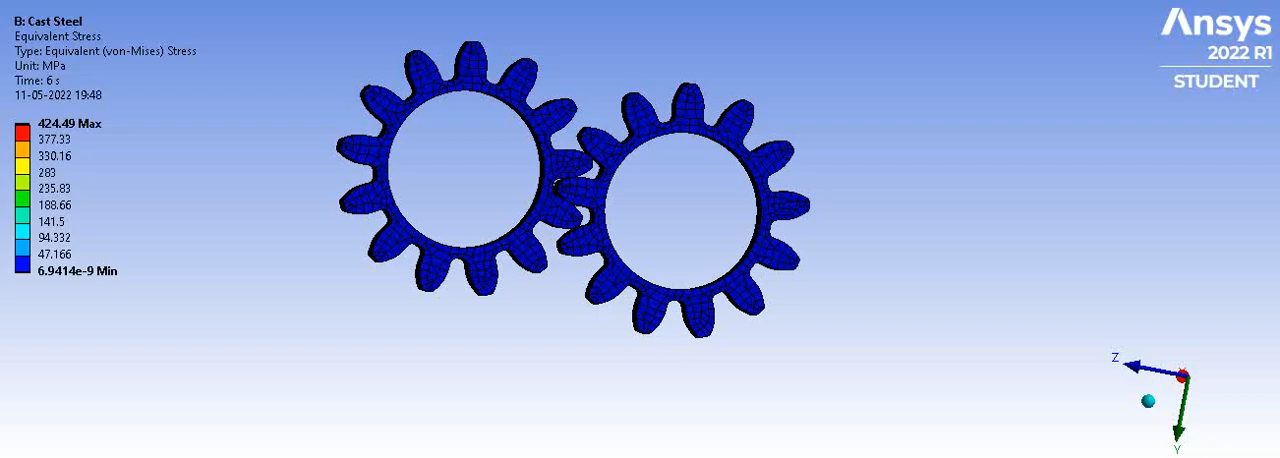 B: Cast Steel
Equivalent Stress
Type: Equivalent (von-Mises) Stress
Unit: MPa
Time: 6 s
11-05-2022 19:48
424.49 Max
377.33
330.16
283
235.83
188.66
141.5
94.332
47.166
6.9414e-9 Min
Ansys
2022 R1
STUDENT
Z
Y